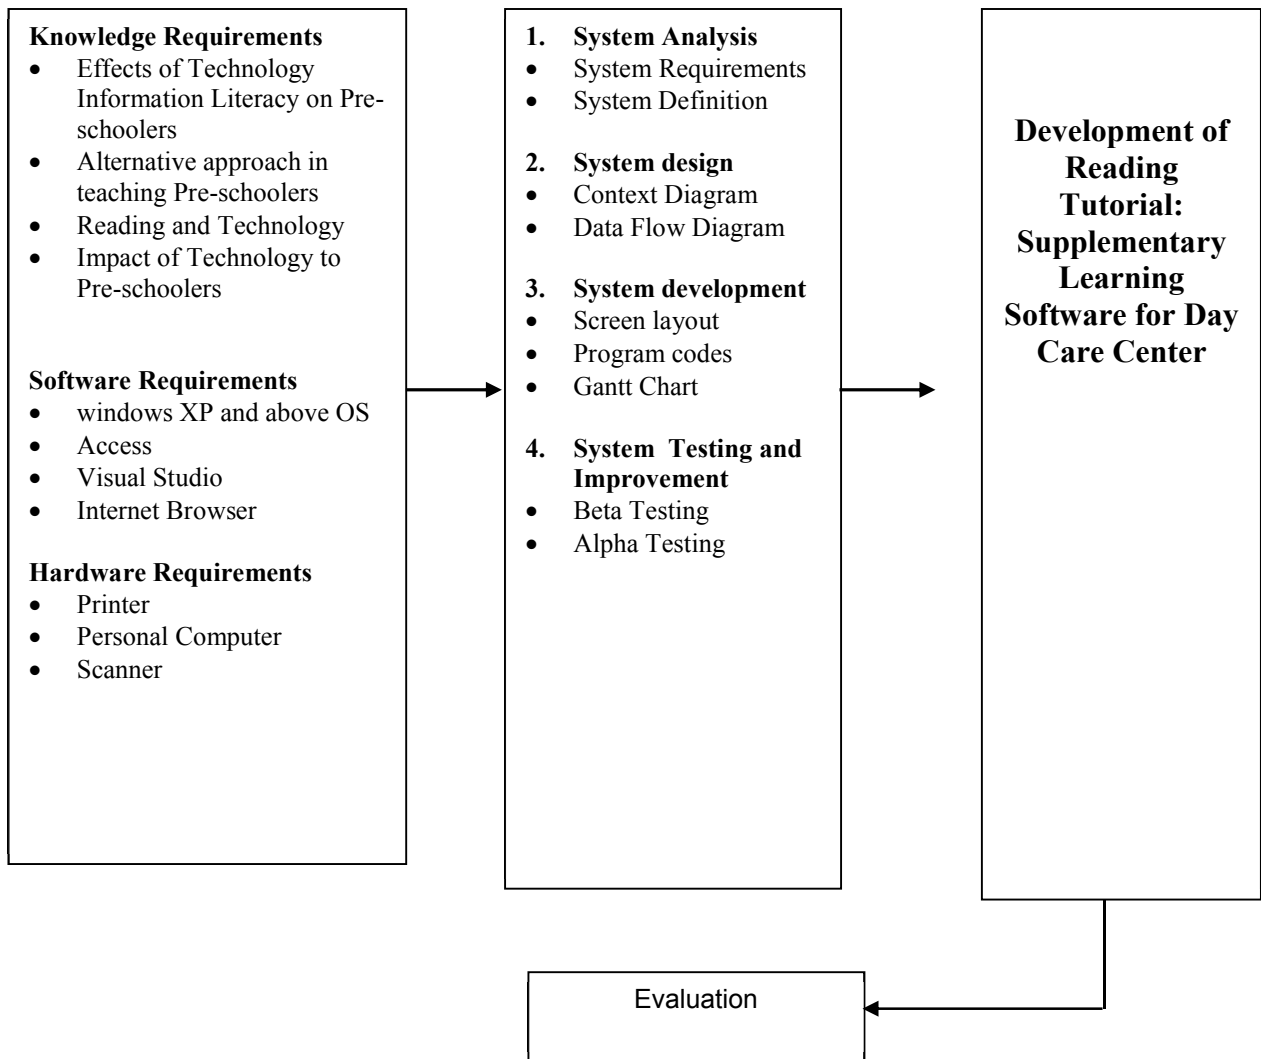 Knowledge Requirements
• Effects of Technology
Information Literacy on Pre-
schoolers
• Alternative approach in
teaching Pre-schoolers
• Reading and Technology
• Impact of Technology to
Pre-schoolers
Software Requirements
• windows XP and above OS
• Access
• Visual Studio
• Internet Browser
Hardware Requirements
• Printer
• Personal Computer
• Scanner
1. System Analysis
• System Requirements
• System Definition
2. System design
• Context Diagram
• Data Flow Diagram
3. System development
• Screen layout
• Program codes
• Gantt Chart
4. System Testing and
Improvement
• Beta Testing
• Alpha Testing
Development of
Reading
Tutorial:
Supplementary
Learning
Software for Day
Care Center
Evaluation